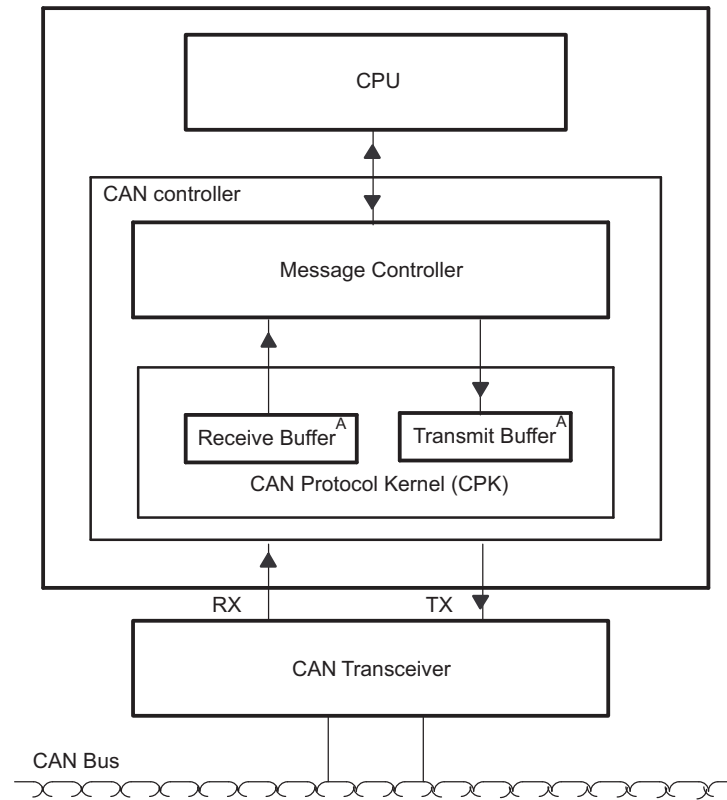 CPU
CAN controller
Message Controller
Receive Buffer A
Transmit Buffer A
CAN Protocol Kernel (CPK)
RX
TX
CAN Transceiver
CAN Bus